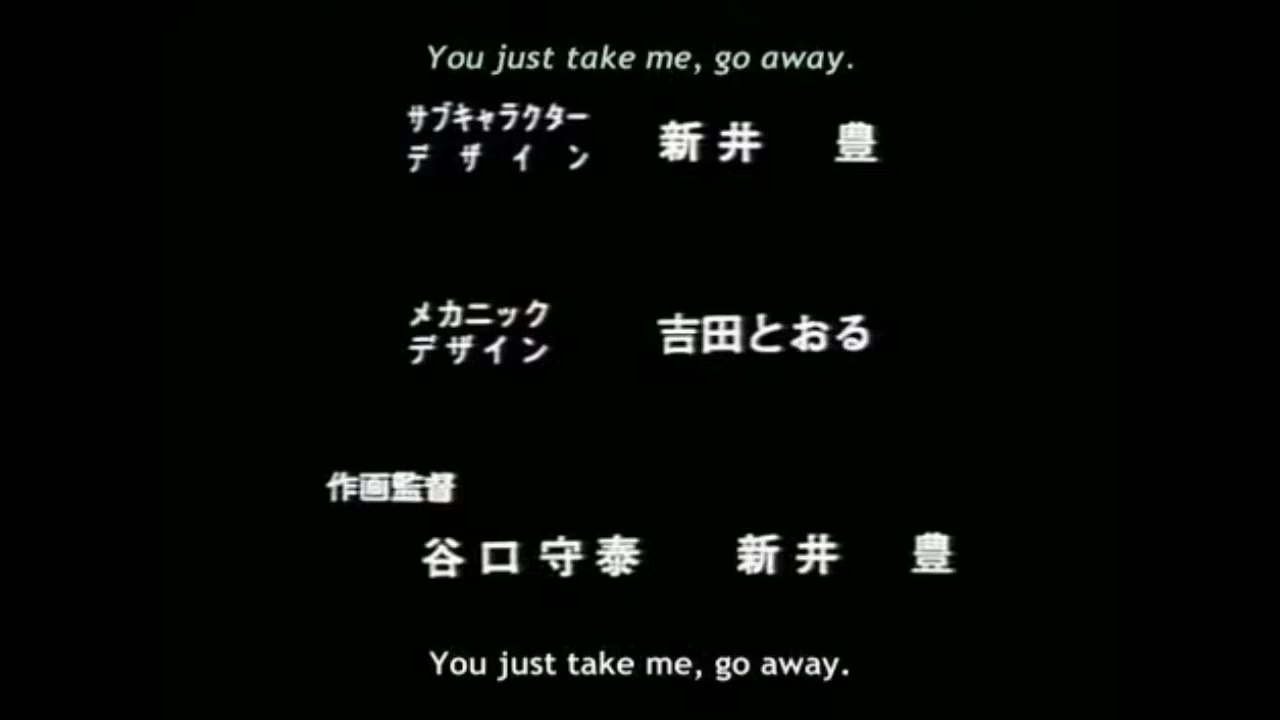 You just take me, go away.
サブキャラクター
デザイン
新井 豊
メカニック
デザイン
吉田とおる
作画監督
谷口守泰 新井 豊
You just take me, go away.